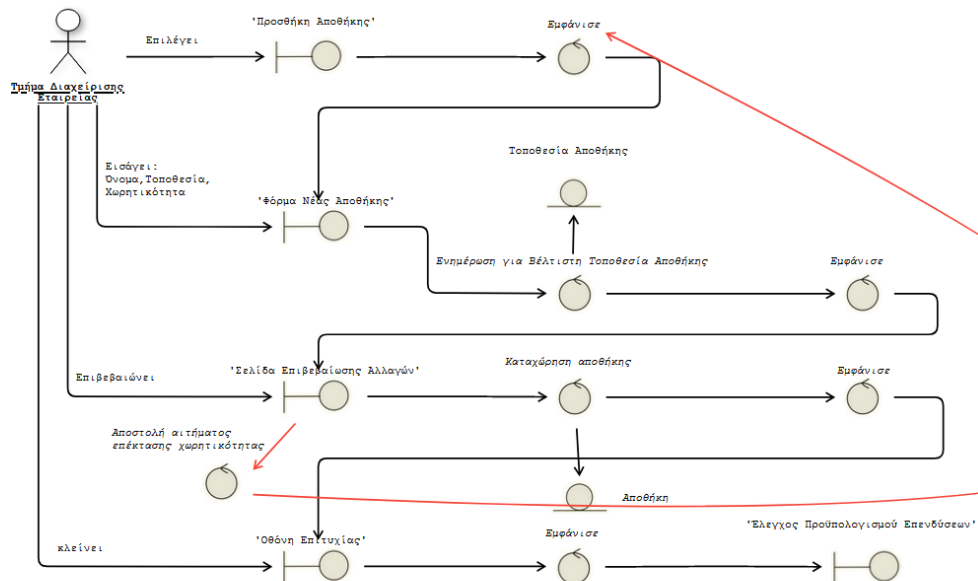 'Προσθήκη Αποθήκης'
Εμφάνισε
Επιλέγει
Τμήμα Διαχείρισης
Εταιρείας
Τοποθεσία Αποθήκης
Εισάγει:
Όνομα,Τοποθεσία,
Χωρητικότητα
'Φόρμα Νέας Αποθήκης'
Ενημέρωση για Βέλτιστη Τοποθεσία Αποθήκης
Εμφάνισε
'Σελίδα Επιβεβαίωσης Αλλαγών'
Καταχώρηση αποθήκης
Εμφάνισε
Επιβεβαιώνει
Αποστολή αιτήματος
επέκτασης χωρητικότητας
Αποθήκη
'Έλεγχος Προϋπολογισμού Επενδύσεων'
'Οθόνη Επιτυχίας'
Εμφάνισε
κλείνει